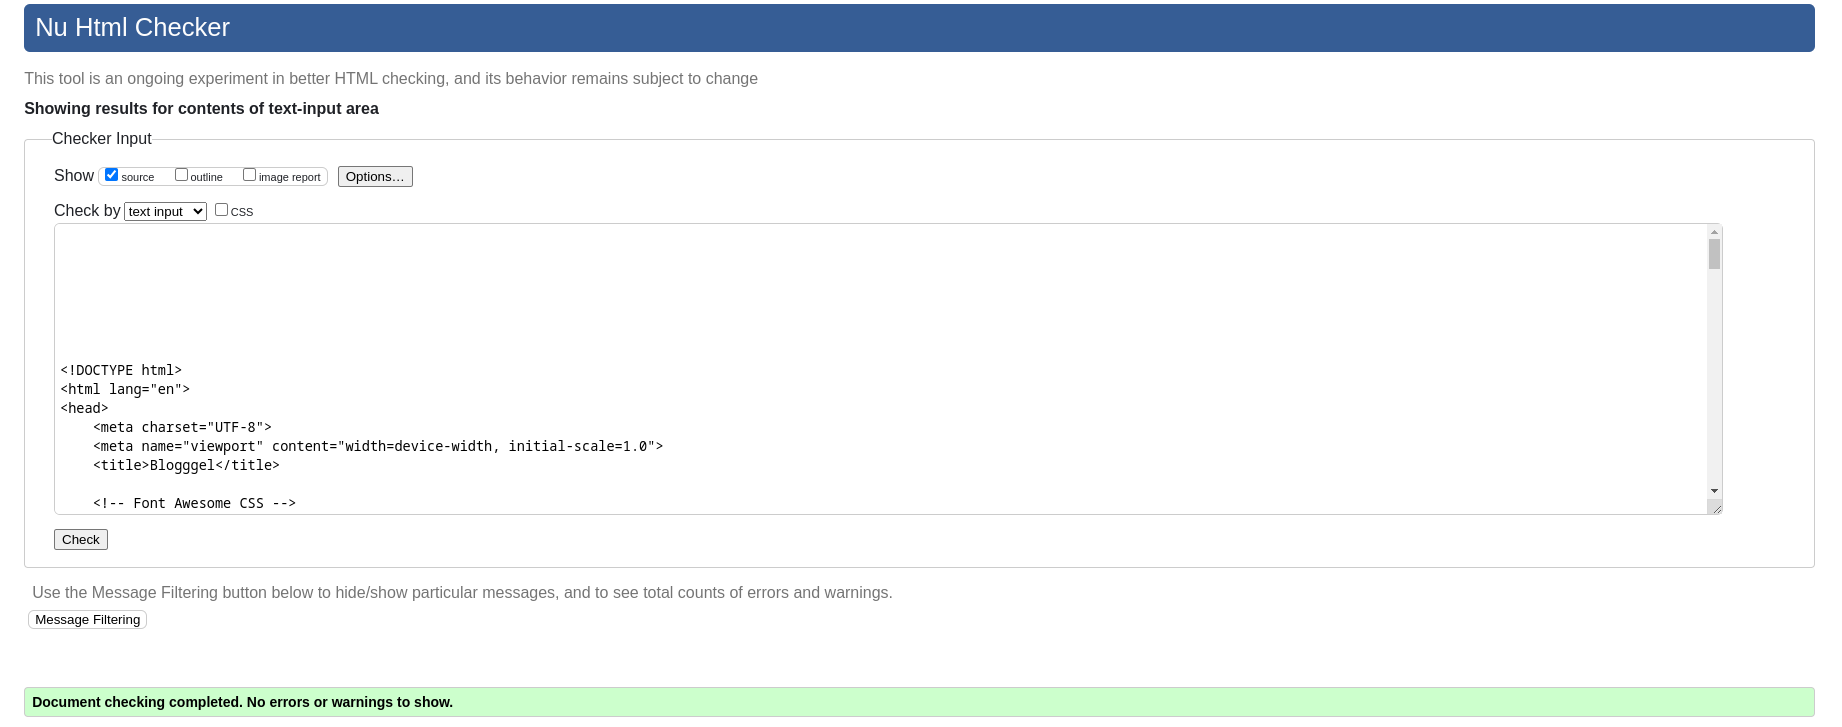 Nu Html Checker
This tool is an ongoing experiment in better HTML checking, and its behavior remains subject to change
Showing results for contents of text-input area
Checker Input
Show source outline image report Options…
Check by text input CSS
<!DOCTYPE html>
<html lang="en">
<head>
    <meta charset="UTF-8">
    <meta name="viewport" content="width=device-width, initial-scale=1.0">
    <title>Blogggel</title>
    <!-- Font Awesome CSS -->
Check
Use the Message Filtering button below to hide/show particular messages, and to see total counts of errors and warnings.
Message Filtering
Document checking completed. No errors or warnings to show.